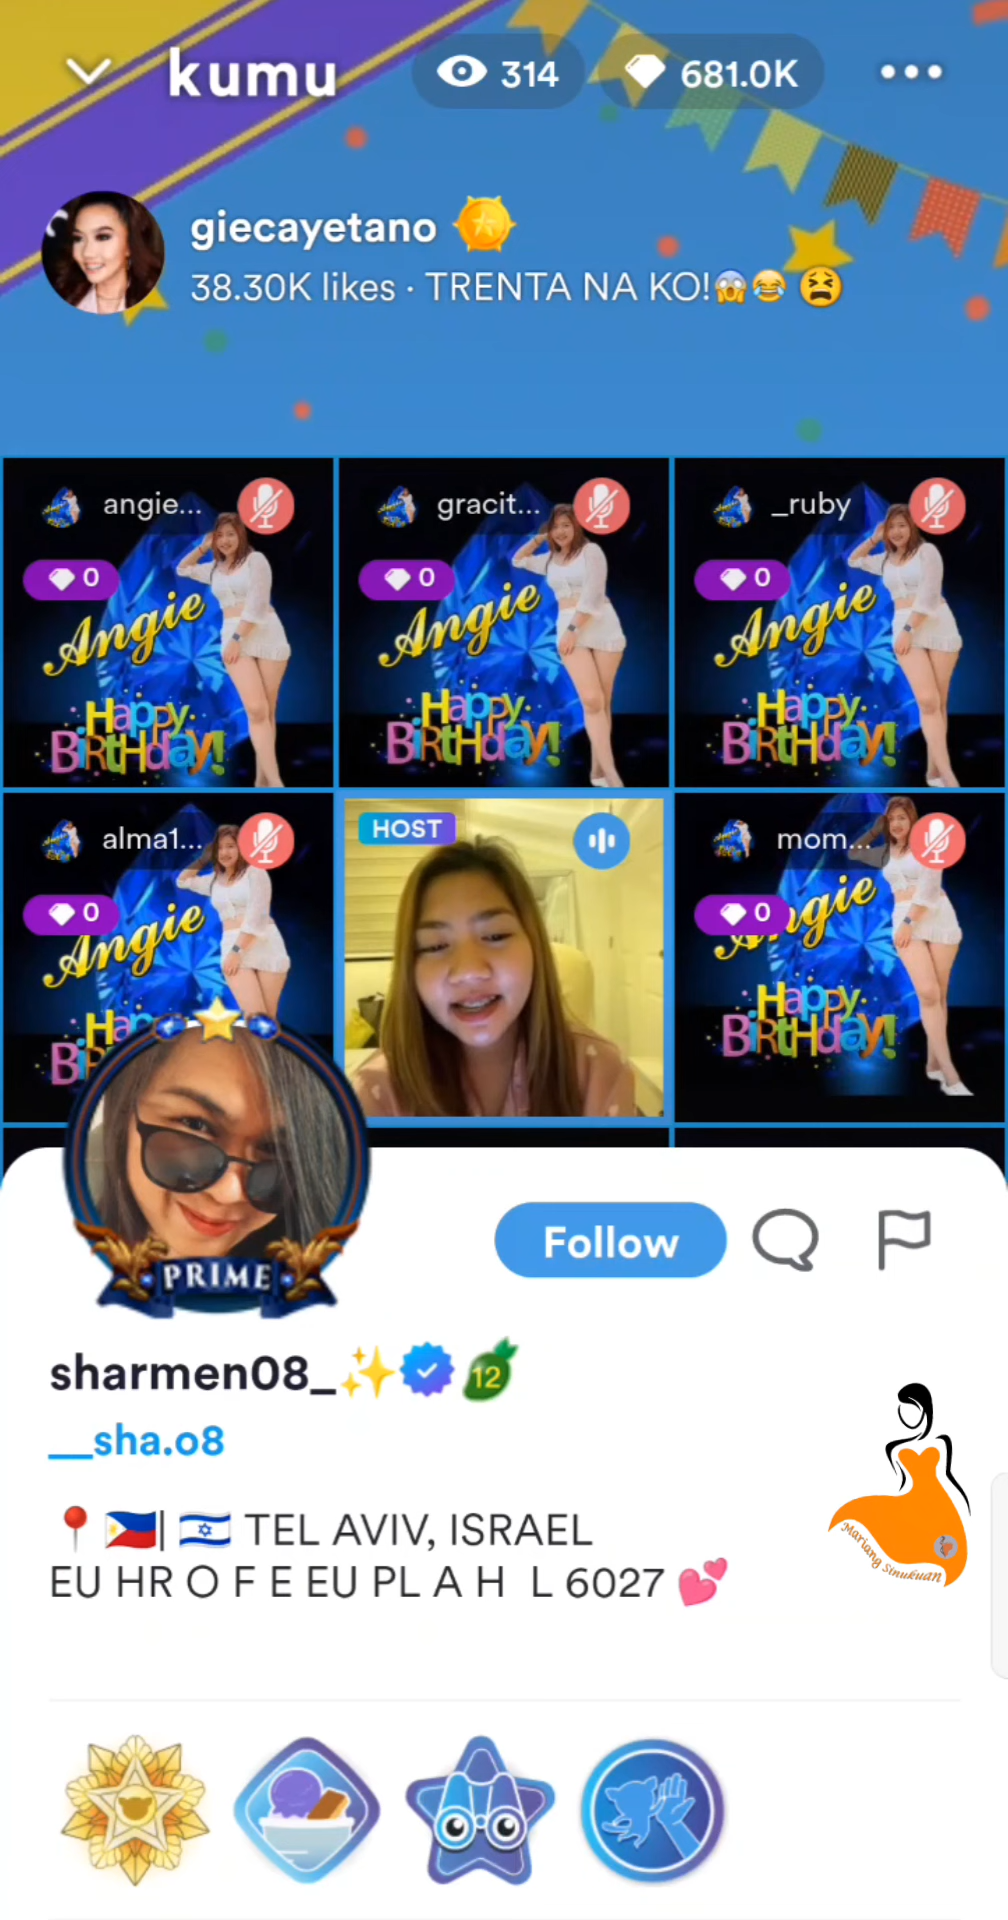 kumu 314 681.0K
giecayetano
38.30K likes · TRENTA NA KO!😱😂 😫
angie... gracit... _ruby
0 0 0
Angie Angie Angie
Happy Happy Happy
BiRtHday! BiRtHday! BiRtHday!
alma1... HOST mom...
0 0
Angie
Happy
BiRtHday!
PRIME
Follow
sharmen08_✨ 12
__sha.o8
📍 🇵🇭| 🇮🇱 TEL AVIV, ISRAEL
EU HR O F E EU PL A H L 6027 💕
Mariang Sinukuan